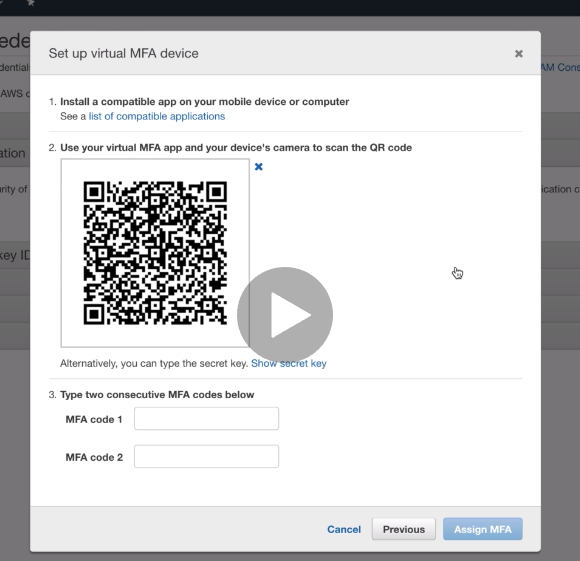 Set up virtual MFA device
1. Install a compatible app on your mobile device or computer
See a list of compatible applications
2. Use your virtual MFA app and your device's camera to scan the QR code
Alternatively, you can type the secret key. Show secret key
3. Type two consecutive MFA codes below
MFA code 1
MFA code 2
Cancel
Previous
Assign MFA